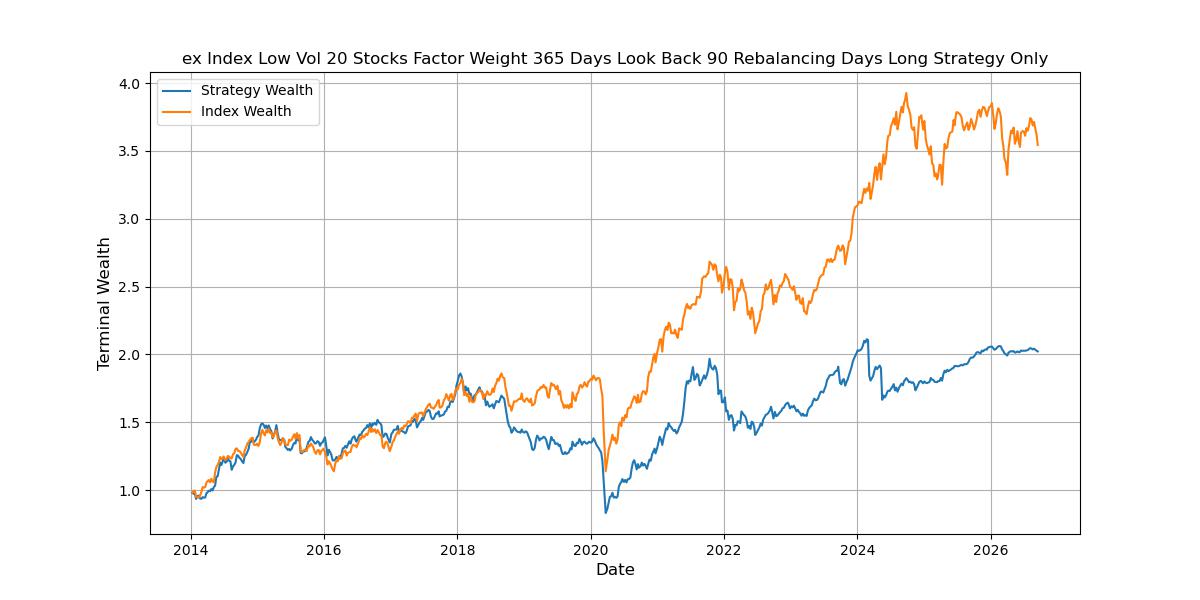 ex Index Low Vol 20 Stocks Factor Weight 365 Days Look Back 90 Rebalancing Days Long Strategy Only
Strategy Wealth
Index Wealth
Terminal Wealth
4.0
3.5
3.0
2.5
2.0
1.5
1.0
2014 2016 2018 2020 2022 2024 2026
Date